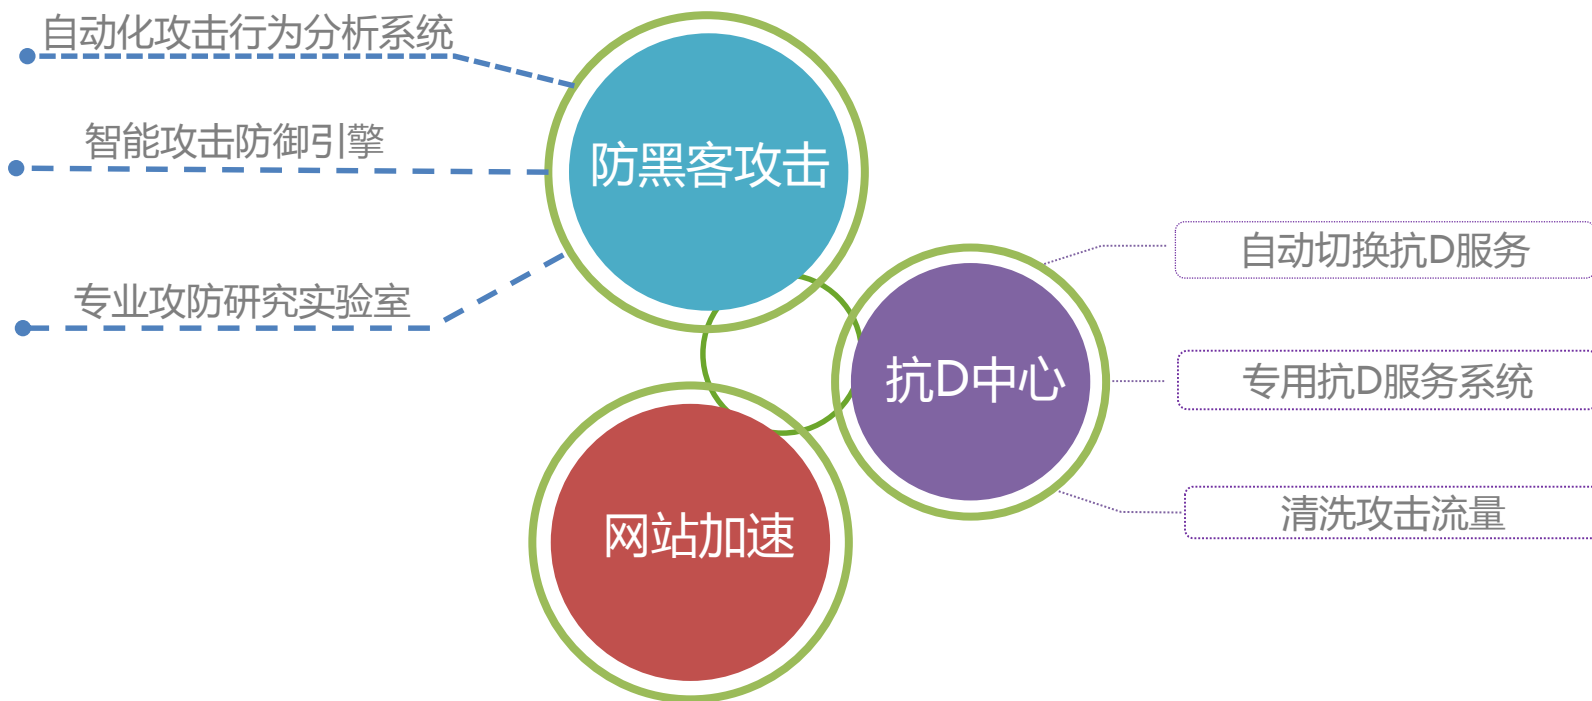 自动化攻击行为分析系统
智能攻击防御引擎
专业攻防研究实验室
防黑客攻击
抗D中心
网站加速
自动切换抗D服务
专用抗D服务系统
清洗攻击流量